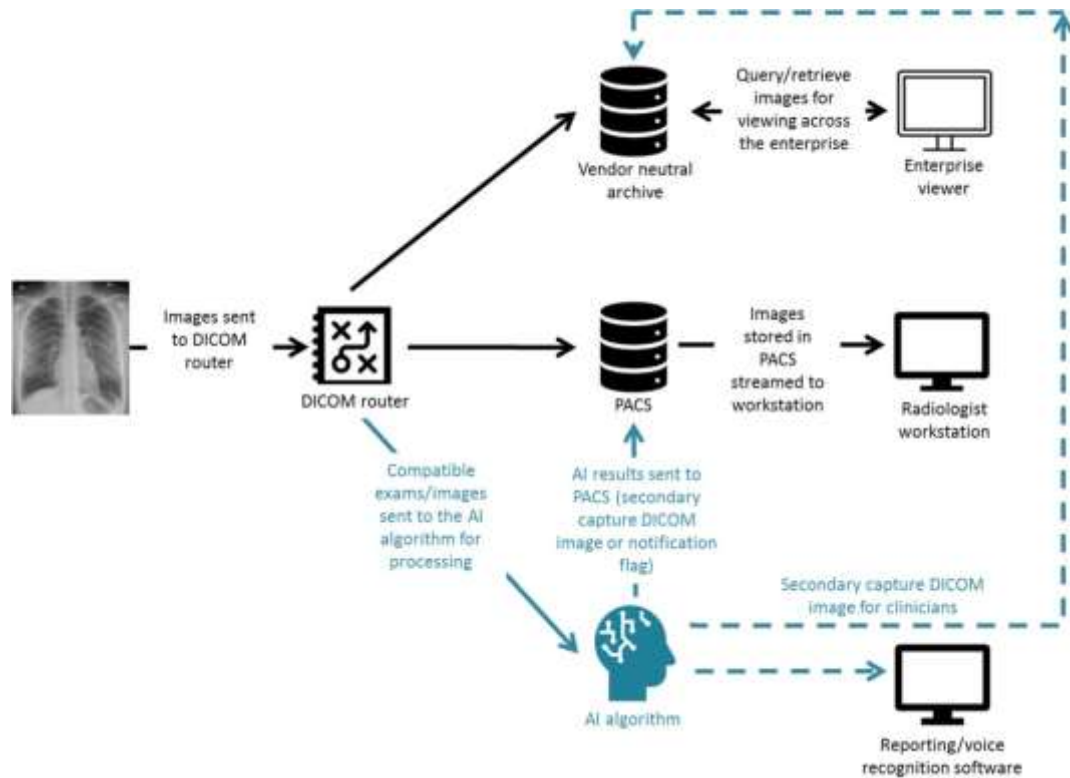 Query/retrieve
images for
viewing across
the enterprise
Vendor neutral
archive
Enterprise
viewer
Images sent
to DICOM
router
DICOM router
PACS
Images
stored in
PACS
streamed to
workstation
Radiologist
workstation
Compatible
exams/images
sent to the AI
algorithm for
processing
AI results sent to
PACS (secondary
capture DICOM
image or notification
flag)
Secondary capture DICOM
image for clinicians
AI algorithm
Reporting/voice
recognition software